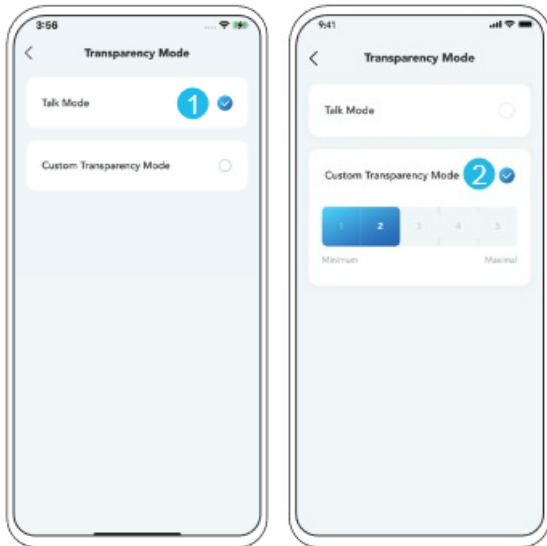 3:56
Transparency Mode
Talk Mode
1
Custom Transparency Mode
9:41
Transparency Mode
Talk Mode
Custom Transparency Mode
2
1 2 3 4 5
Minimum Maximal